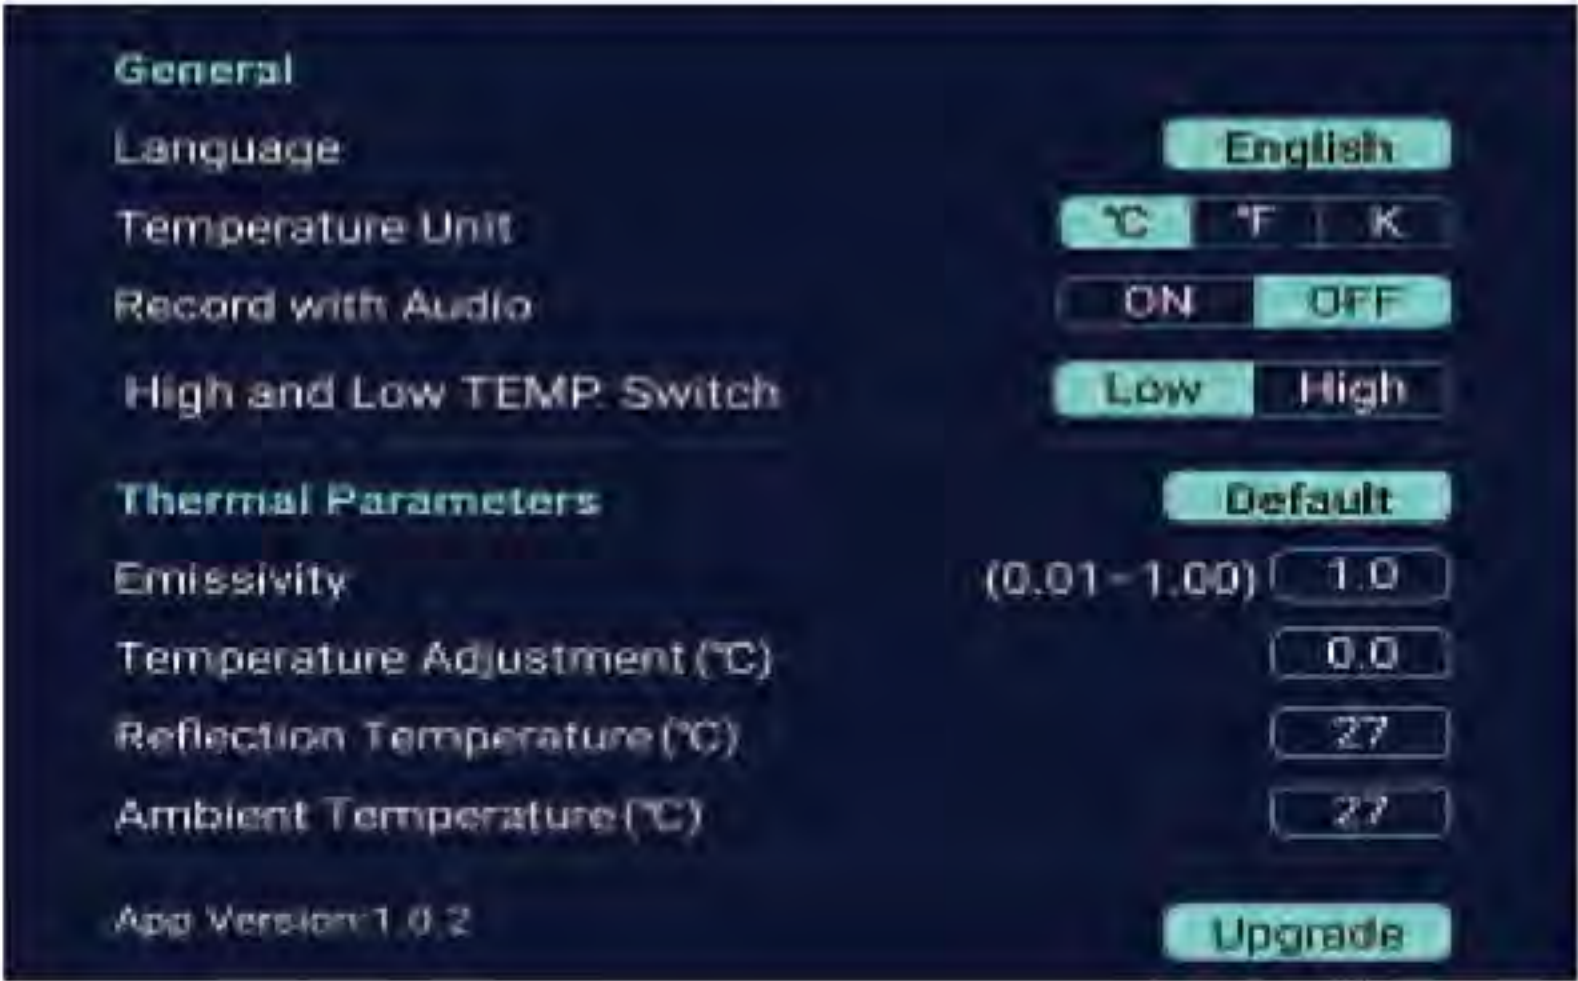 General
Language English
Temperature Unit ℃ ℉ K
Record with Audio ON OFF
High and Low TEMP. Switch Low High
Thermal Parameters Default
Emissivity (0.01~1.00) 1.0
Temperature Adjustment(℃) 0.0
Reflection Temperature(℃) 27
Ambient Temperature(℃) 27
App Version:1.0.2 Upgrade